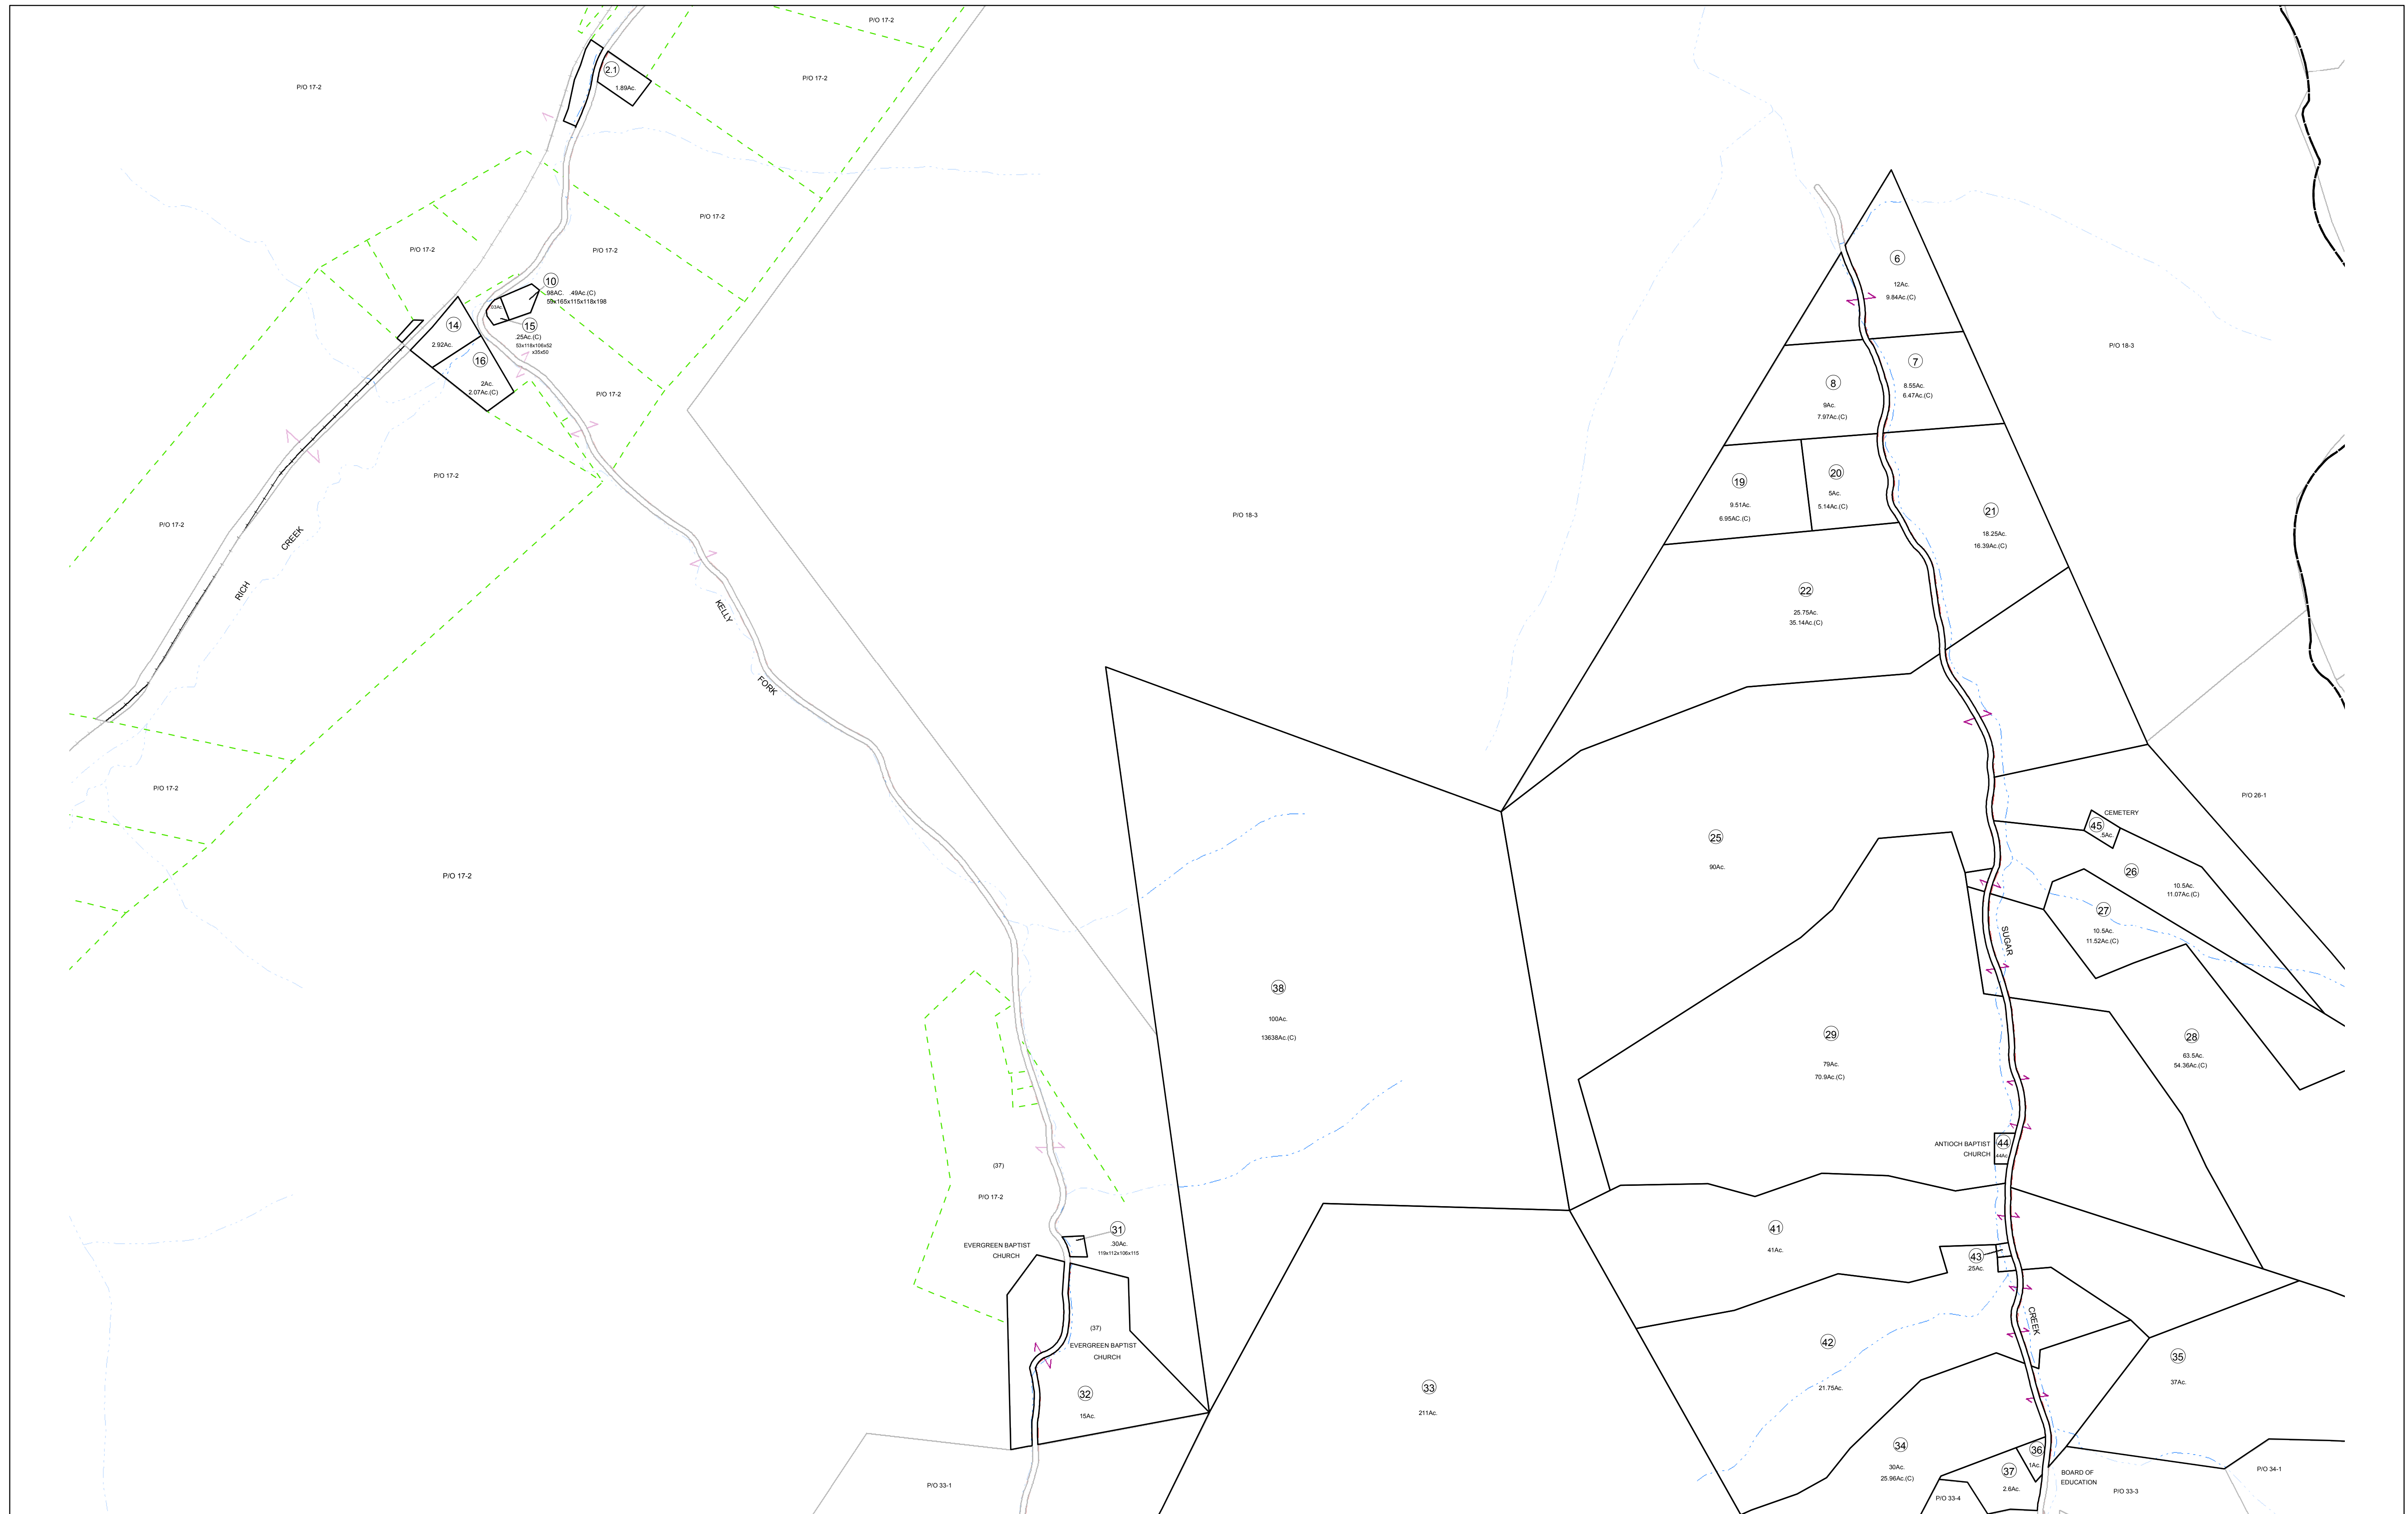 P/O 17-2
P/O 17-2
2.1
1.89Ac.
P/O 17-2
P/O 17-2
P/O 17-2
P/O 17-2
10
.98AC. .49Ac.(C)
59x165x115x118x198
.03Ac.
15
.25Ac.(C)
53x118x106x52
x35x50
14
2.92Ac.
16
2Ac.
2.07Ac.(C)
P/O 17-2
P/O 17-2
P/O 17-2
RICH
CREEK
KELLY
FORK
P/O 17-2
P/O 17-2
P/O 18-3
6
12Ac.
9.84Ac.(C)
P/O 18-3
7
8.55Ac.
6.47Ac.(C)
8
9Ac.
7.97Ac.(C)
19
9.51Ac.
6.95AC.(C)
20
5Ac.
5.14Ac.(C)
21
18.25Ac.
16.39Ac.(C)
22
25.75Ac.
35.14Ac.(C)
P/O 26-1
CEMETERY
45
.5Ac.
25
90Ac.
26
10.5Ac.
11.07Ac.(C)
27
10.5Ac.
11.52Ac.(C)
SUGAR
38
100Ac.
13638Ac.(C)
29
79Ac.
70.9Ac.(C)
28
63.5Ac.
54.36Ac.(C)
ANTIOCH BAPTIST
CHURCH
44
.44Ac.
(37)
P/O 17-2
31
.30Ac.
119x112x106x115
EVERGREEN BAPTIST
CHURCH
41
41Ac.
43
.25Ac.
CREEK
(37)
EVERGREEN BAPTIST
CHURCH
32
15Ac.
42
21.75Ac.
35
37Ac.
33
211Ac.
34
30Ac.
25.96Ac.(C)
36
1Ac.
37
2.6Ac.
BOARD OF
EDUCATION
P/O 33-1
P/O 33-4
P/O 33-3
P/O 34-1